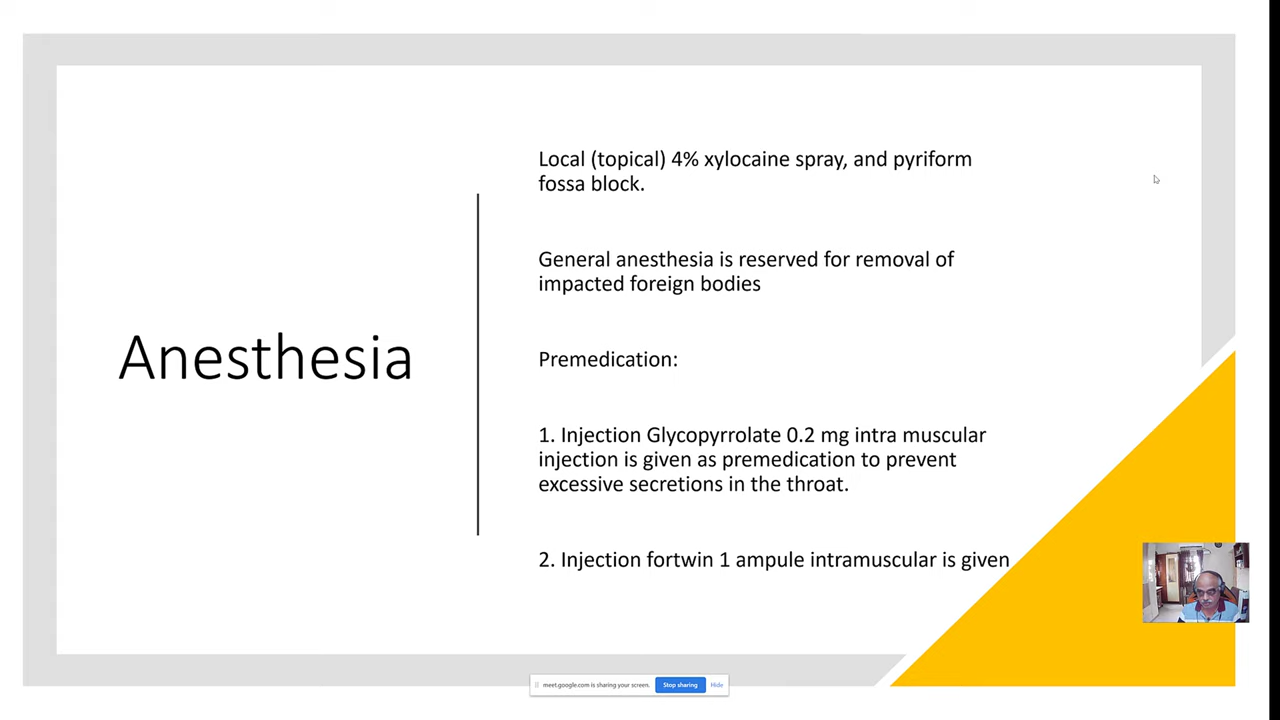 Anesthesia
Local (topical) 4% xylocaine spray, and pyriform
fossa block.
General anesthesia is reserved for removal of
impacted foreign bodies
Premedication:
1. Injection Glycopyrrolate 0.2 mg intra muscular
injection is given as premedication to prevent
excessive secretions in the throat.
2. Injection fortwin 1 ampule intramuscular is given
meet.google.com is sharing your screen.
Stop sharing
Hide